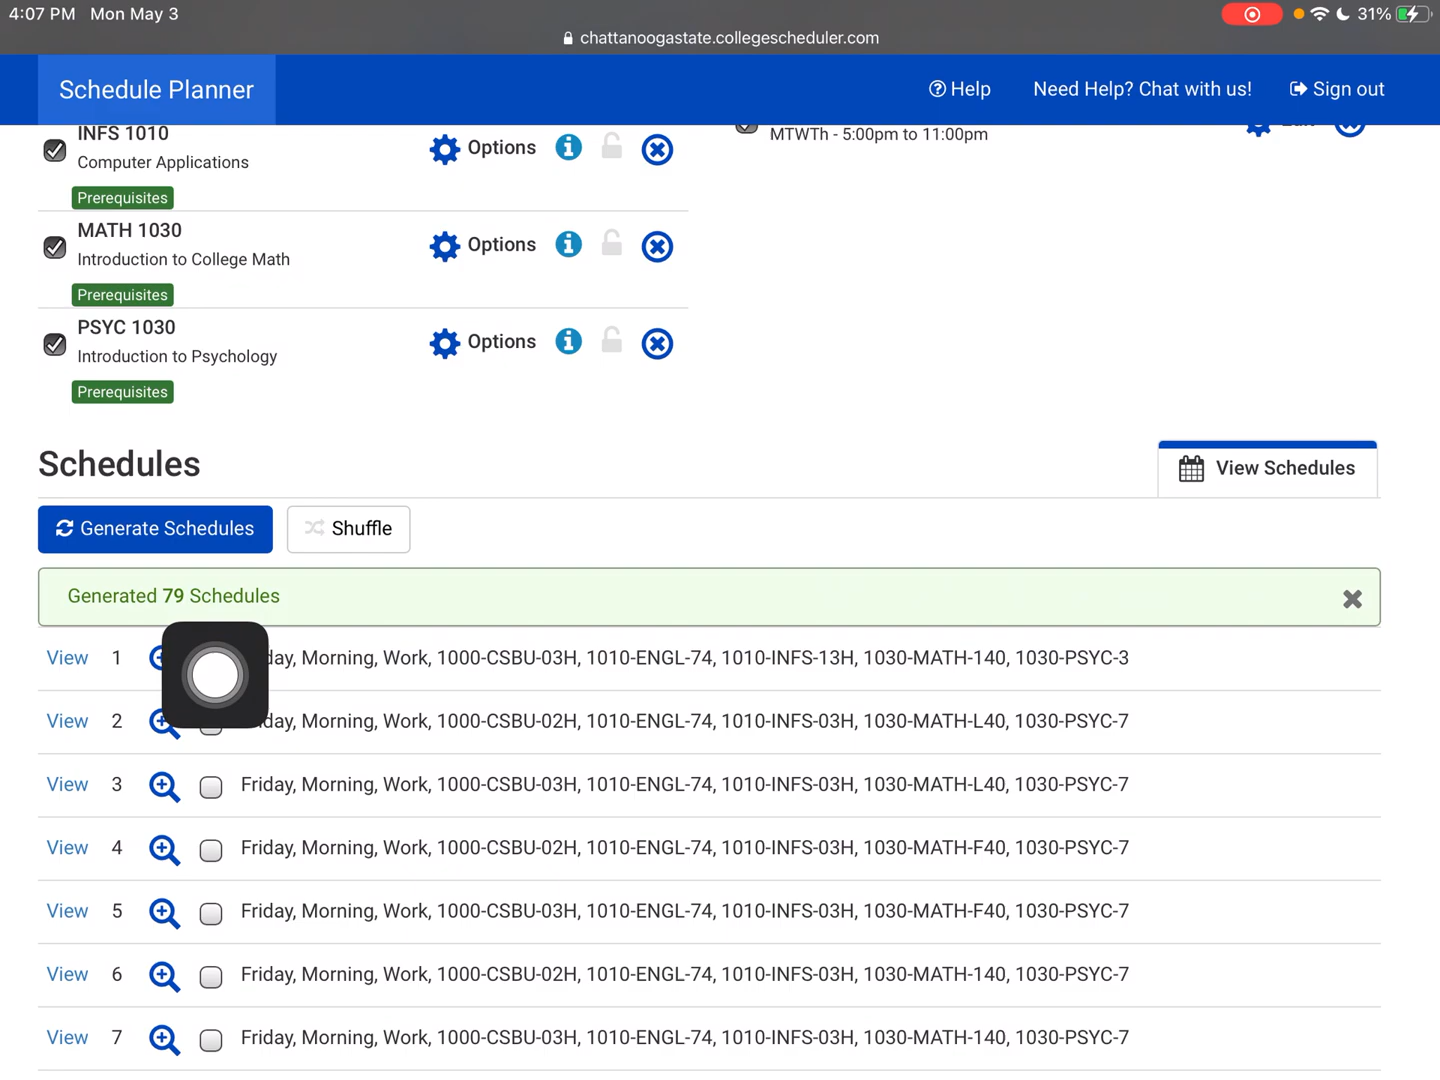 4:07 PM Mon May 3
31%
chattanoogastate.collegescheduler.com
Schedule Planner
Help
Need Help? Chat with us!
Sign out
INFS 1010
Computer Applications
Prerequisites
Options
MTWTh - 5:00pm to 11:00pm
MATH 1030
Introduction to College Math
Prerequisites
Options
PSYC 1030
Introduction to Psychology
Prerequisites
Options
Schedules
View Schedules
Generate Schedules
Shuffle
Generated 79 Schedules
View 1 day, Morning, Work, 1000-CSBU-03H, 1010-ENGL-74, 1010-INFS-13H, 1030-MATH-140, 1030-PSYC-3
View 2 day, Morning, Work, 1000-CSBU-02H, 1010-ENGL-74, 1010-INFS-03H, 1030-MATH-L40, 1030-PSYC-7
View 3 Friday, Morning, Work, 1000-CSBU-03H, 1010-ENGL-74, 1010-INFS-03H, 1030-MATH-L40, 1030-PSYC-7
View 4 Friday, Morning, Work, 1000-CSBU-02H, 1010-ENGL-74, 1010-INFS-03H, 1030-MATH-F40, 1030-PSYC-7
View 5 Friday, Morning, Work, 1000-CSBU-03H, 1010-ENGL-74, 1010-INFS-03H, 1030-MATH-F40, 1030-PSYC-7
View 6 Friday, Morning, Work, 1000-CSBU-02H, 1010-ENGL-74, 1010-INFS-03H, 1030-MATH-140, 1030-PSYC-7
View 7 Friday, Morning, Work, 1000-CSBU-03H, 1010-ENGL-74, 1010-INFS-03H, 1030-MATH-140, 1030-PSYC-7